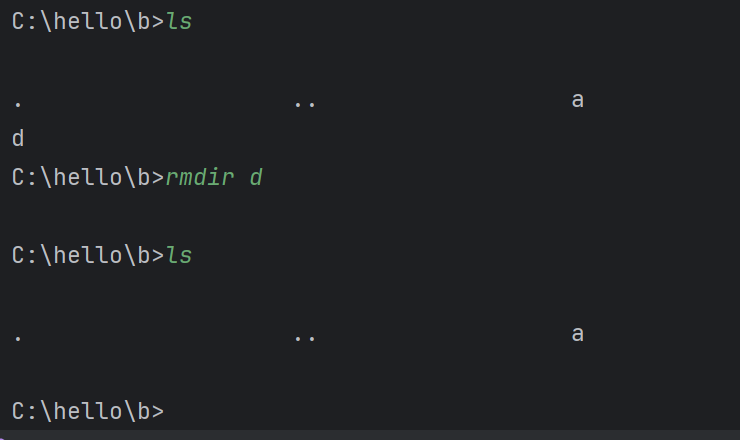 C:\hello\b>ls
. .. a
d
C:\hello\b>rmdir d
C:\hello\b>ls
. .. a
C:\hello\b>